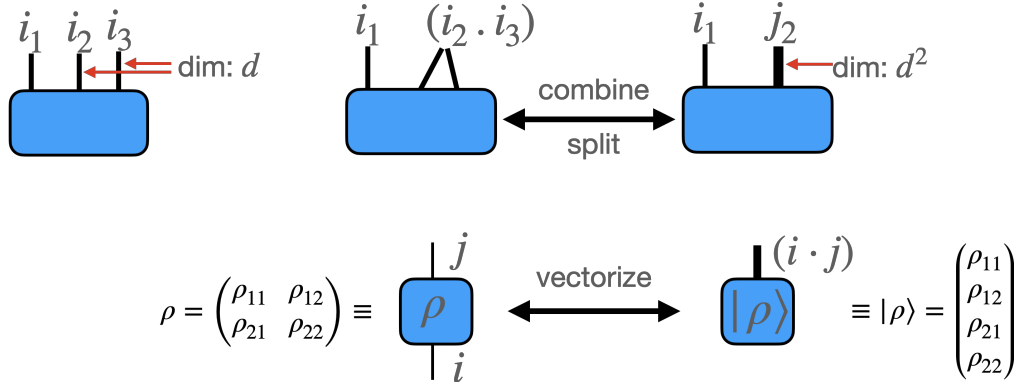 i₁ i₂ i₃
dim: d
i₁ (i₂ . i₃)
combine
split
i₁ j₂
dim: d²
ρ = (ρ₁₁ ρ₁₂
ρ₂₁ ρ₂₂) ≡
j
ρ
i
vectorize
(i · j)
|ρ⟩
≡ |ρ⟩ = (ρ₁₁
ρ₁₂
ρ₂₁
ρ₂₂)